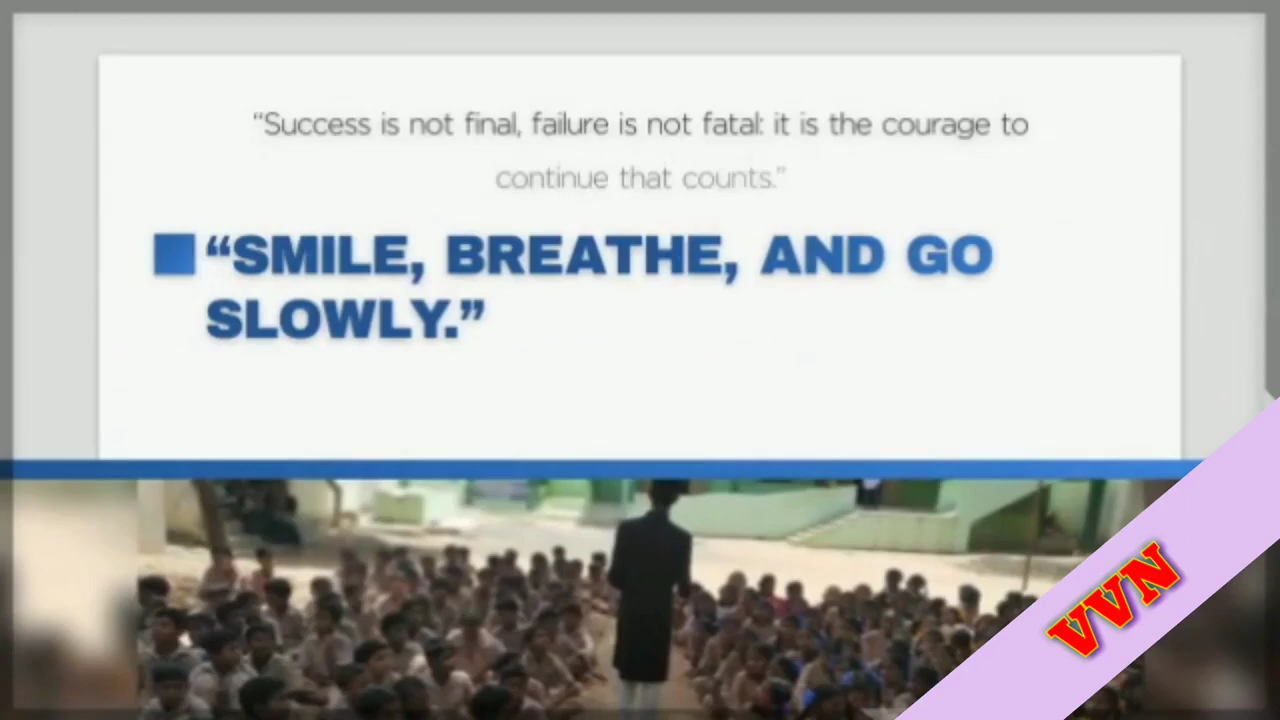 “Success is not final, failure is not fatal: it is the courage to
continue that counts.”
“SMILE, BREATHE, AND GO
SLOWLY.”
VVN